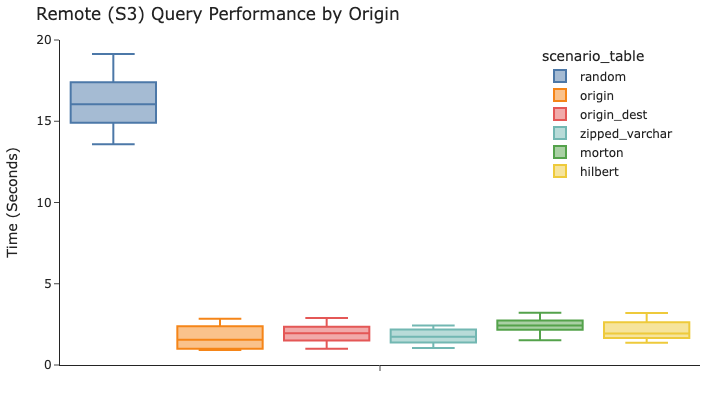 Remote (S3) Query Performance by Origin
Time (Seconds)
20
15
10
5
0
scenario_table
random
origin
origin_dest
zipped_varchar
morton
hilbert